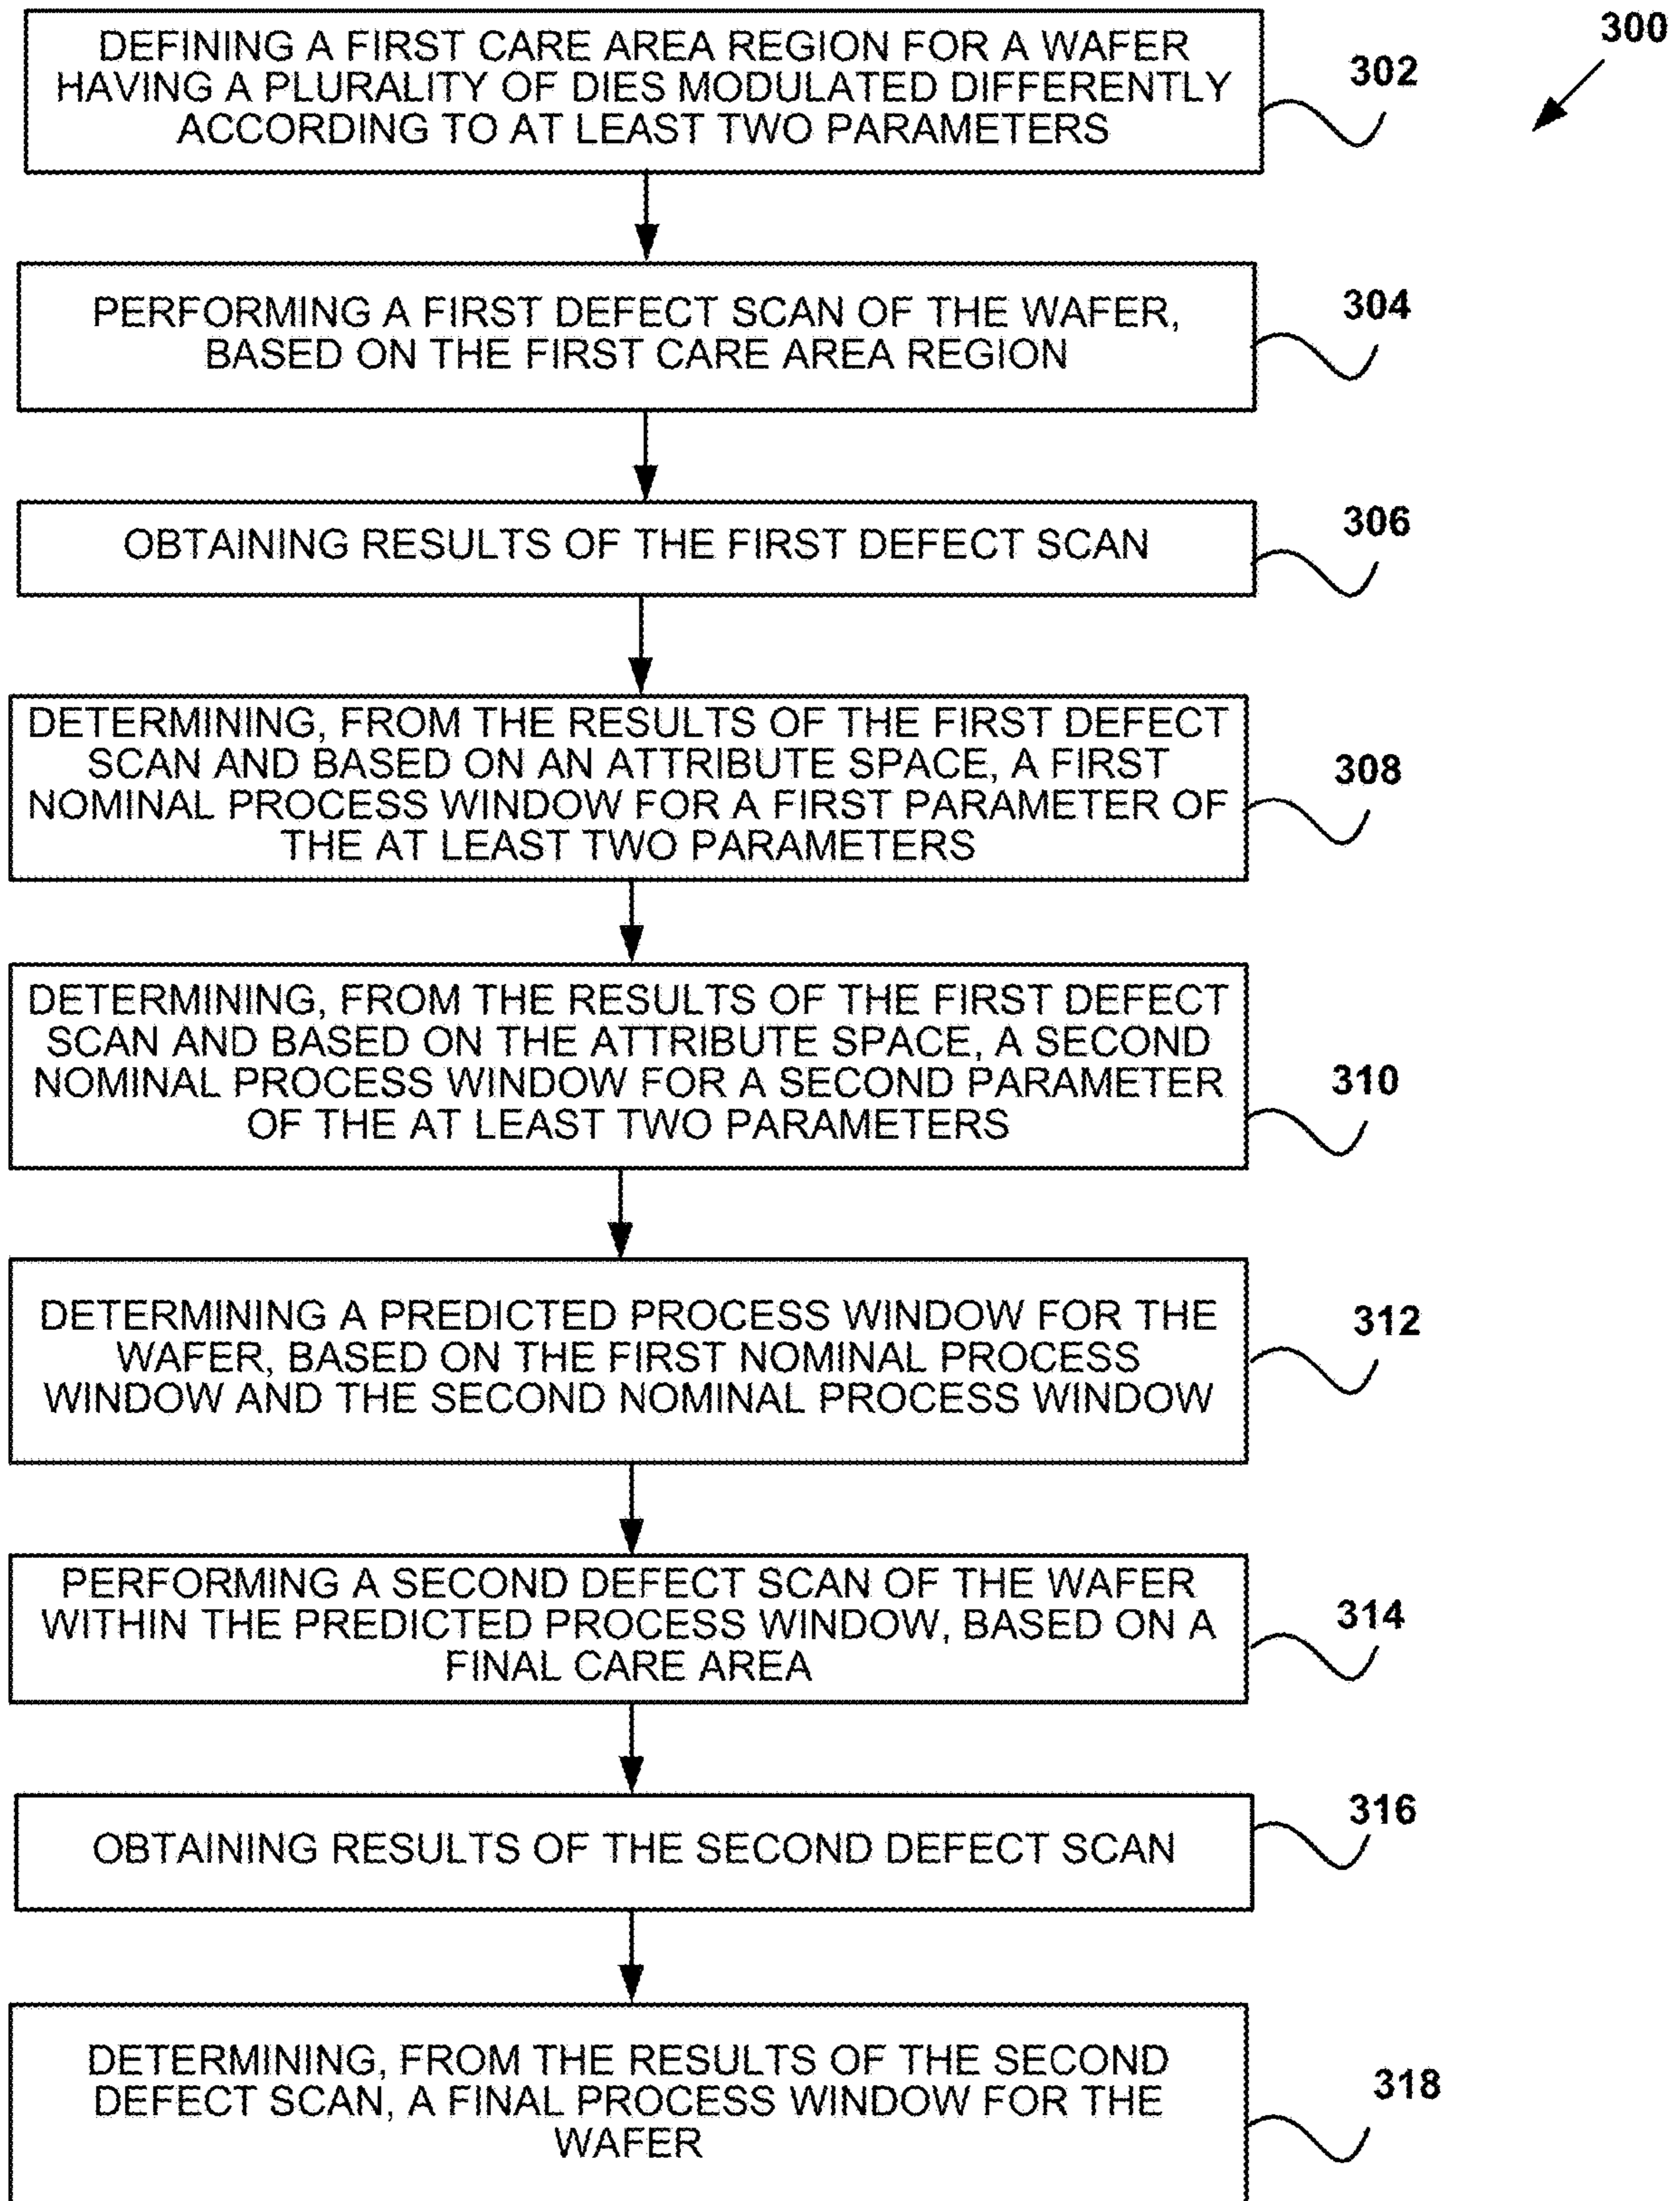 300
DEFINING A FIRST CARE AREA REGION FOR A WAFER
HAVING A PLURALITY OF DIES MODULATED DIFFERENTLY
ACCORDING TO AT LEAST TWO PARAMETERS
302
PERFORMING A FIRST DEFECT SCAN OF THE WAFER,
BASED ON THE FIRST CARE AREA REGION
304
OBTAINING RESULTS OF THE FIRST DEFECT SCAN
306
DETERMINING, FROM THE RESULTS OF THE FIRST DEFECT
SCAN AND BASED ON AN ATTRIBUTE SPACE, A FIRST
NOMINAL PROCESS WINDOW FOR A FIRST PARAMETER OF
THE AT LEAST TWO PARAMETERS
308
DETERMINING, FROM THE RESULTS OF THE FIRST DEFECT
SCAN AND BASED ON THE ATTRIBUTE SPACE, A SECOND
NOMINAL PROCESS WINDOW FOR A SECOND PARAMETER
OF THE AT LEAST TWO PARAMETERS
310
DETERMINING A PREDICTED PROCESS WINDOW FOR THE
WAFER, BASED ON THE FIRST NOMINAL PROCESS
WINDOW AND THE SECOND NOMINAL PROCESS WINDOW
312
PERFORMING A SECOND DEFECT SCAN OF THE WAFER
WITHIN THE PREDICTED PROCESS WINDOW, BASED ON A
FINAL CARE AREA
314
OBTAINING RESULTS OF THE SECOND DEFECT SCAN
316
DETERMINING, FROM THE RESULTS OF THE SECOND
DEFECT SCAN, A FINAL PROCESS WINDOW FOR THE
WAFER
318